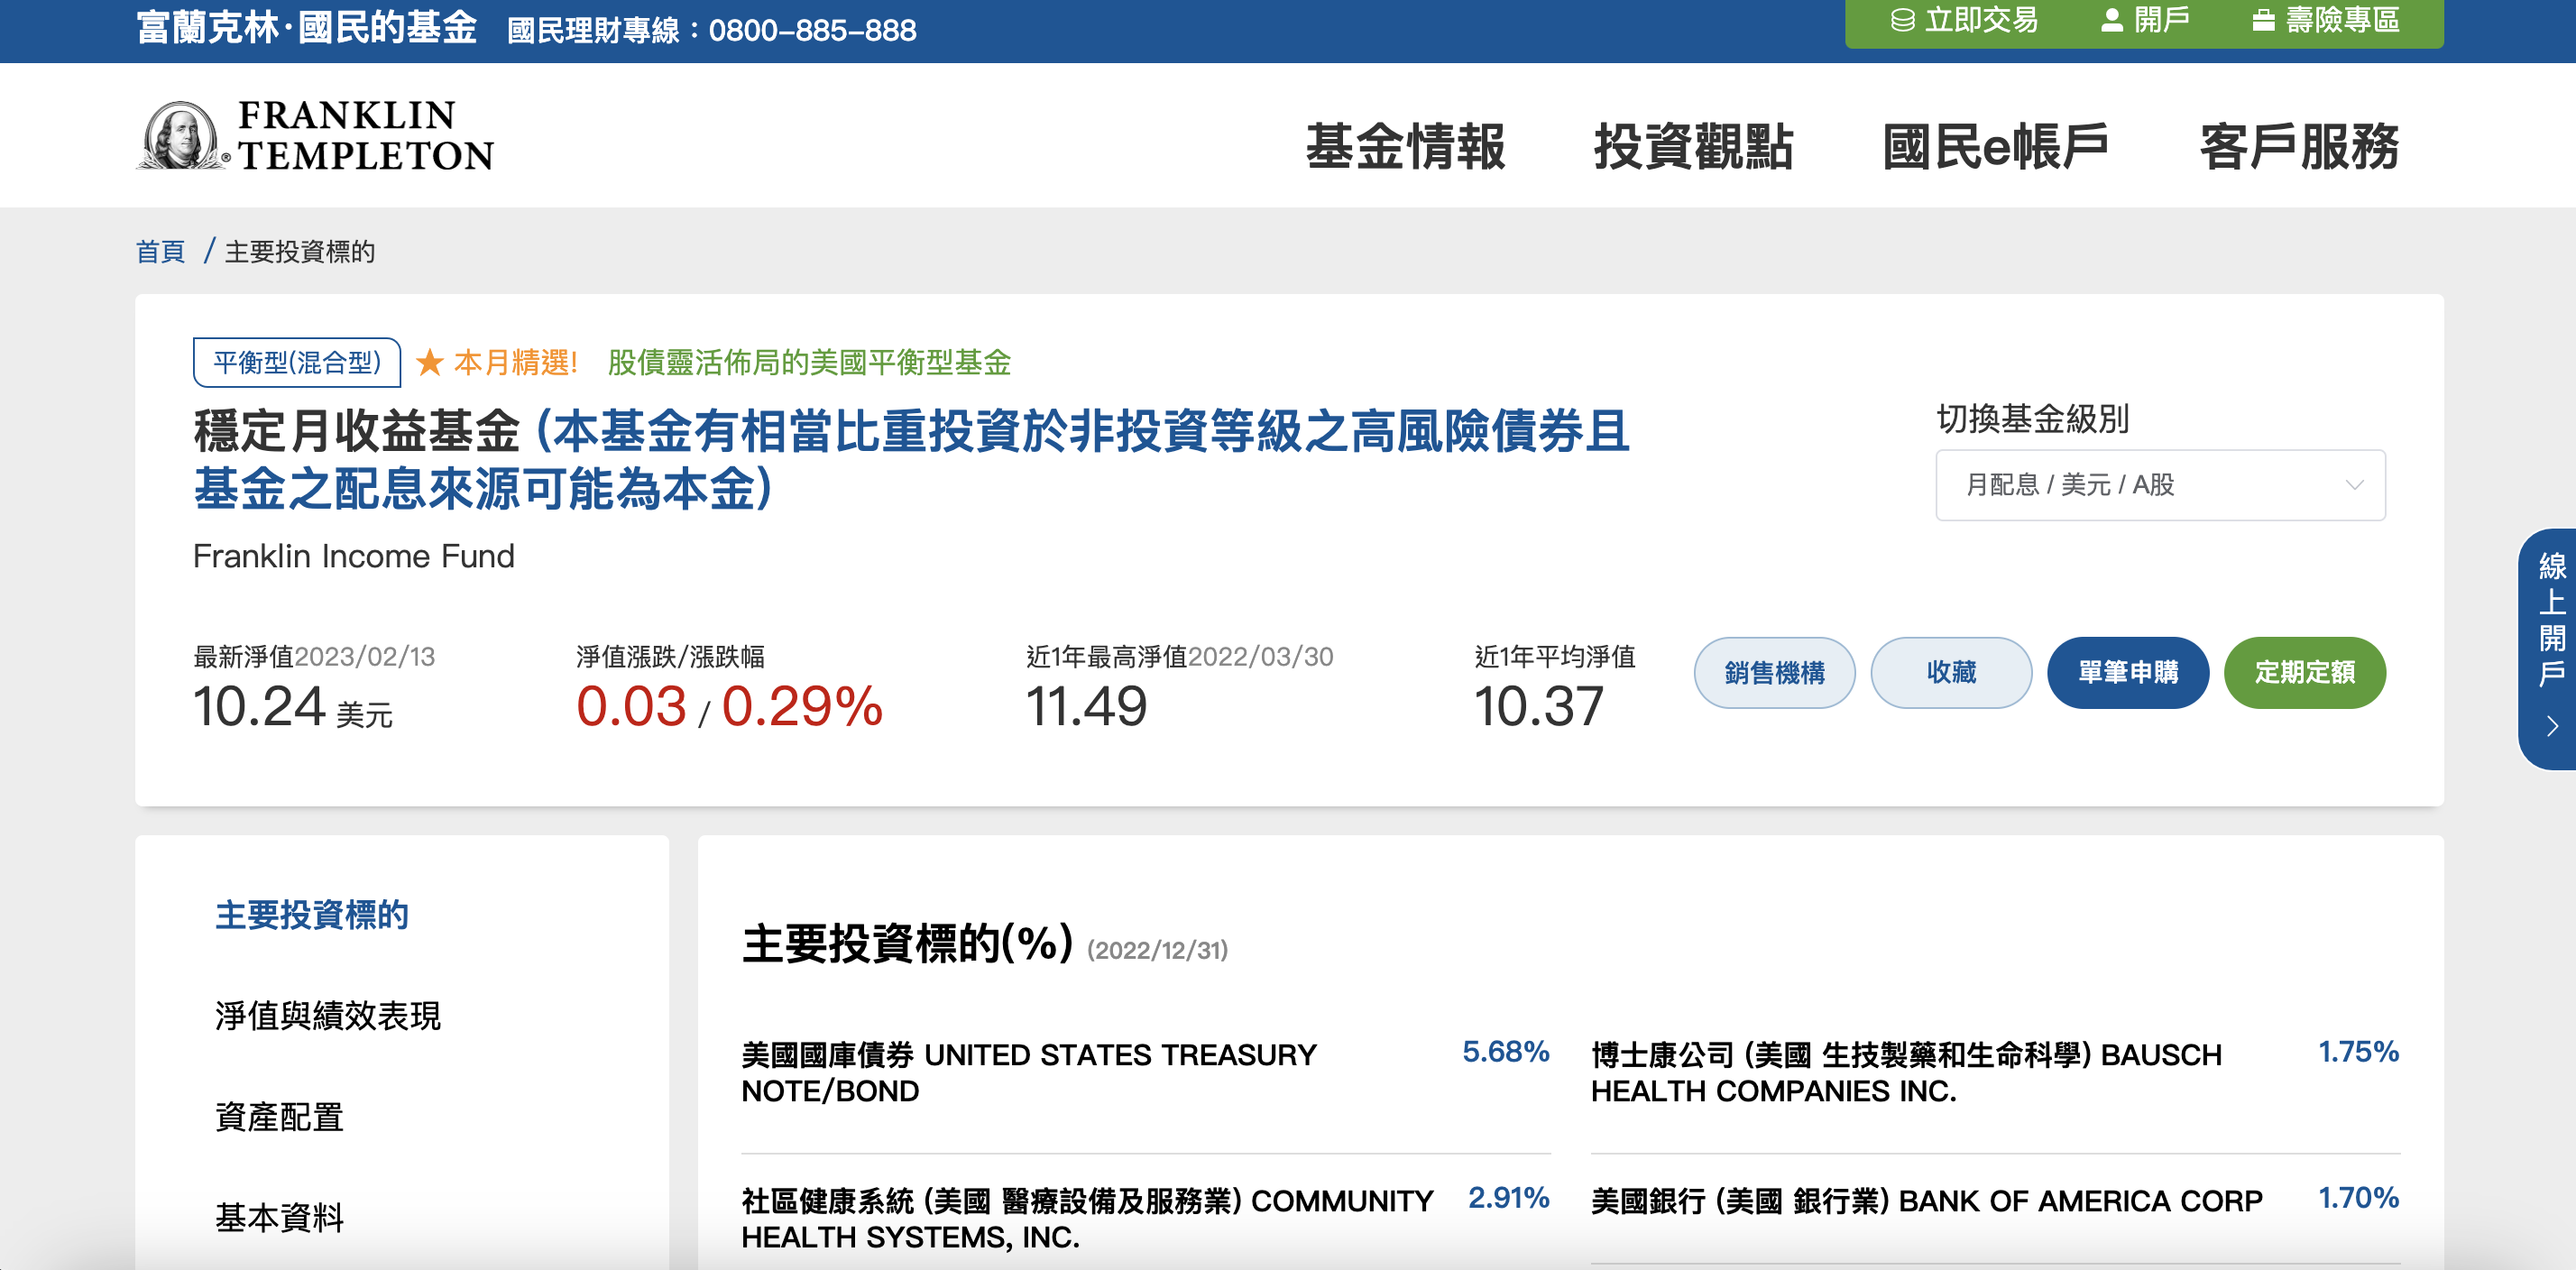 富蘭克林·國民的基金 國民理財專線：0800-885-888
立即交易 開戶 壽險專區
FRANKLIN
TEMPLETON
基金情報 投資觀點 國民e帳戶 客戶服務
首頁 / 主要投資標的
平衡型(混合型) ★ 本月精選! 股債靈活佈局的美國平衡型基金
穩定月收益基金 (本基金有相當比重投資於非投資等級之高風險債券且
基金之配息來源可能為本金)
Franklin Income Fund
切換基金級別
月配息 / 美元 / A股
最新淨值2023/02/13
10.24 美元
淨值漲跌/漲跌幅
0.03 / 0.29%
近1年最高淨值2022/03/30
11.49
近1年平均淨值
10.37
銷售機構 收藏 單筆申購 定期定額
線上開戶
主要投資標的
淨值與績效表現
資產配置
基本資料
主要投資標的(%) (2022/12/31)
美國國庫債券 UNITED STATES TREASURY
NOTE/BOND
5.68%
博士康公司 (美國 生技製藥和生命科學) BAUSCH
HEALTH COMPANIES INC.
1.75%
社區健康系統 (美國 醫療設備及服務業) COMMUNITY
HEALTH SYSTEMS, INC.
2.91%
美國銀行 (美國 銀行業) BANK OF AMERICA CORP
1.70%